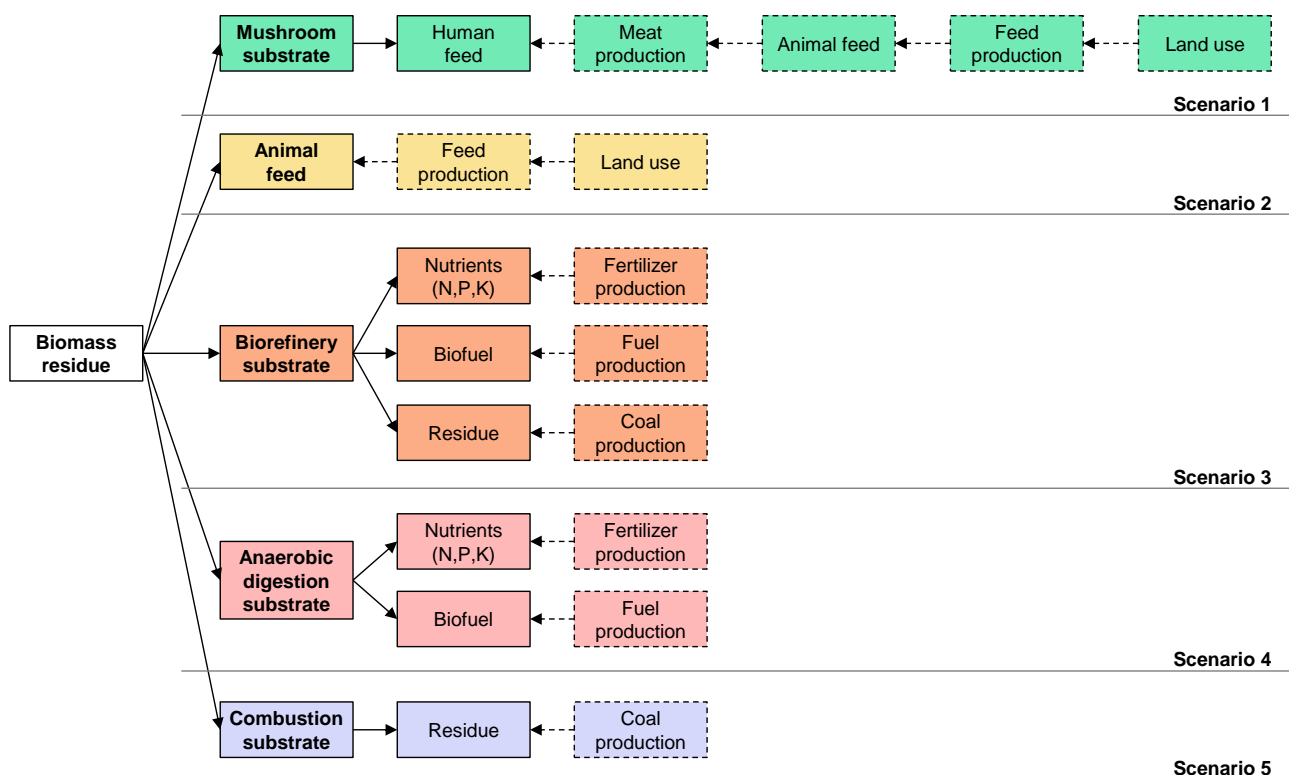 Mushroom
substrate
Human
feed
Meat
production
Animal feed
Feed
production
Land use
Scenario 1
Animal
feed
Feed
production
Land use
Scenario 2
Biomass
residue
Biorefinery
substrate
Nutrients
(N,P,K)
Fertilizer
production
Biofuel
Fuel
production
Residue
Coal
production
Scenario 3
Anaerobic
digestion
substrate
Nutrients
(N,P,K)
Fertilizer
production
Biofuel
Fuel
production
Scenario 4
Combustion
substrate
Residue
Coal
production
Scenario 5